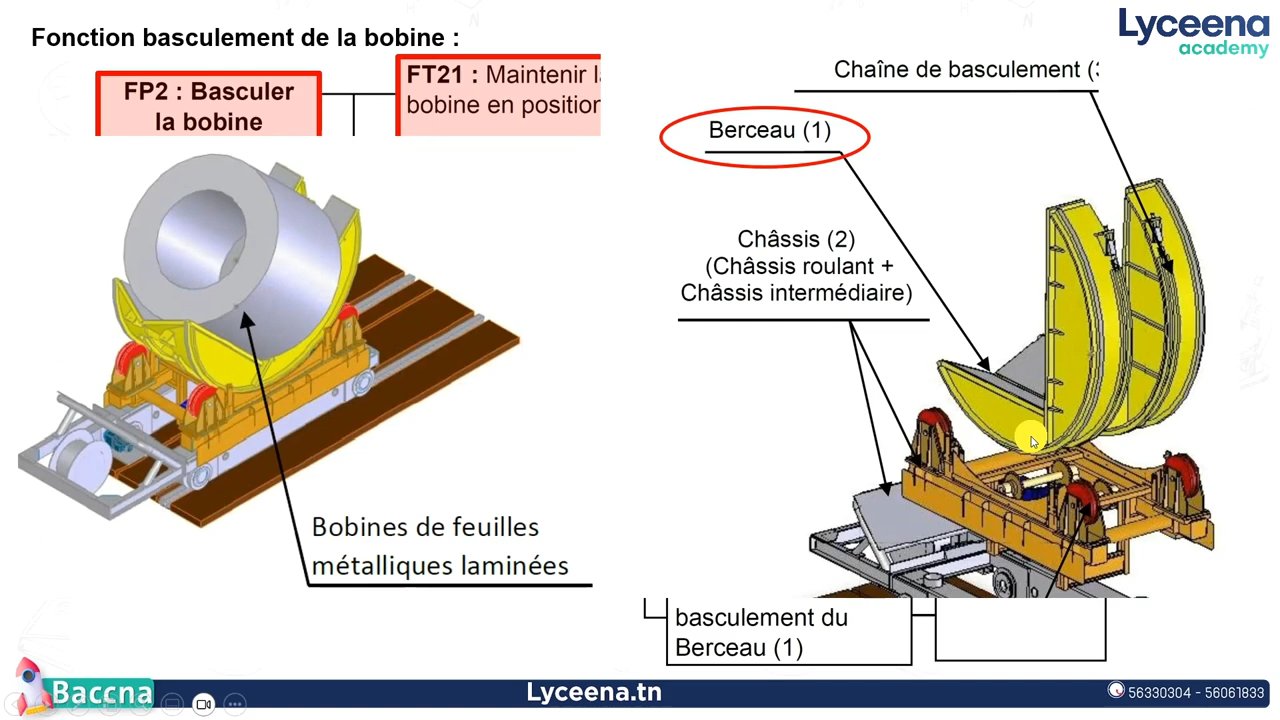 Fonction basculement de la bobine :
Lyceena
academy
FP2 : Basculer
la bobine
FT21 : Maintenir la
bobine en position
Chaîne de basculement (3
Berceau (1)
Châssis (2)
(Châssis roulant +
Châssis intermédiaire)
Bobines de feuilles
métalliques laminées
basculement du
Berceau (1)
Baccna
Lyceena.tn
56330304 - 56061833